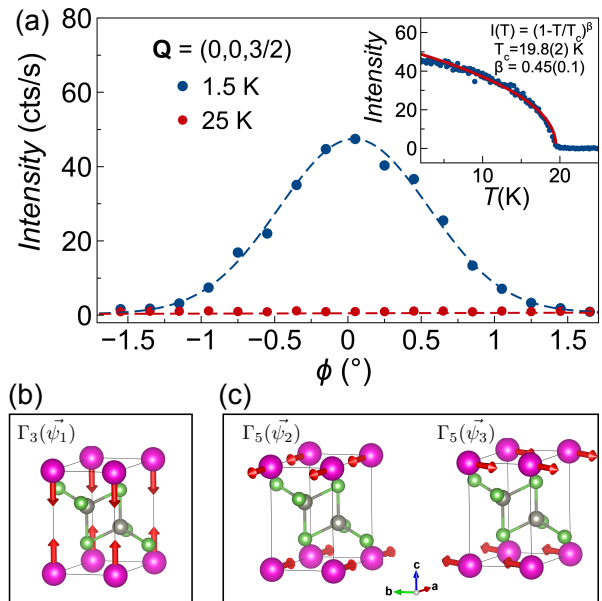 (a)
Q = (0,0,3/2)
1.5 K
25 K
Intensity (cts/s)
80
60
40
20
0
−1.5 −1 −0.5 0 0.5 1 1.5
ϕ (°)
I(T) = (1-T/T_c)^β
T_c=19.8(2) K
β = 0.45(0.1)
Intensity
60
40
20
0
10 20
T(K)
(b)
Γ₃(ψ⃗₁)
(c)
Γ₅(ψ⃗₂)
Γ₅(ψ⃗₃)
c
b
a